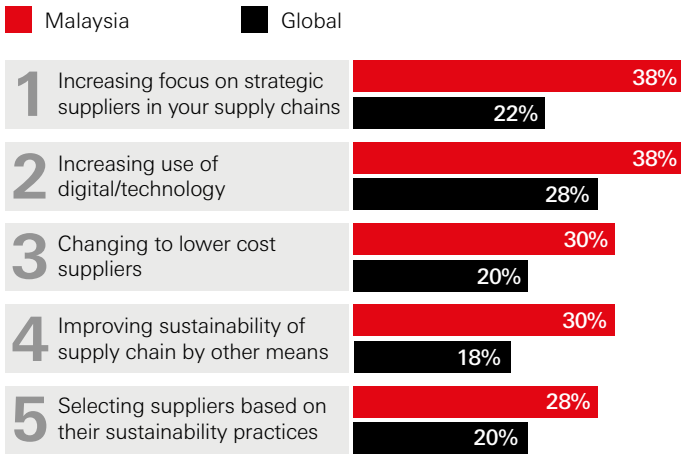 Malaysia Global
1 Increasing focus on strategic
suppliers in your supply chains
38%
22%
2 Increasing use of
digital/technology
38%
28%
3 Changing to lower cost
suppliers
30%
20%
4 Improving sustainability of
supply chain by other means
30%
18%
5 Selecting suppliers based on
their sustainability practices
28%
20%